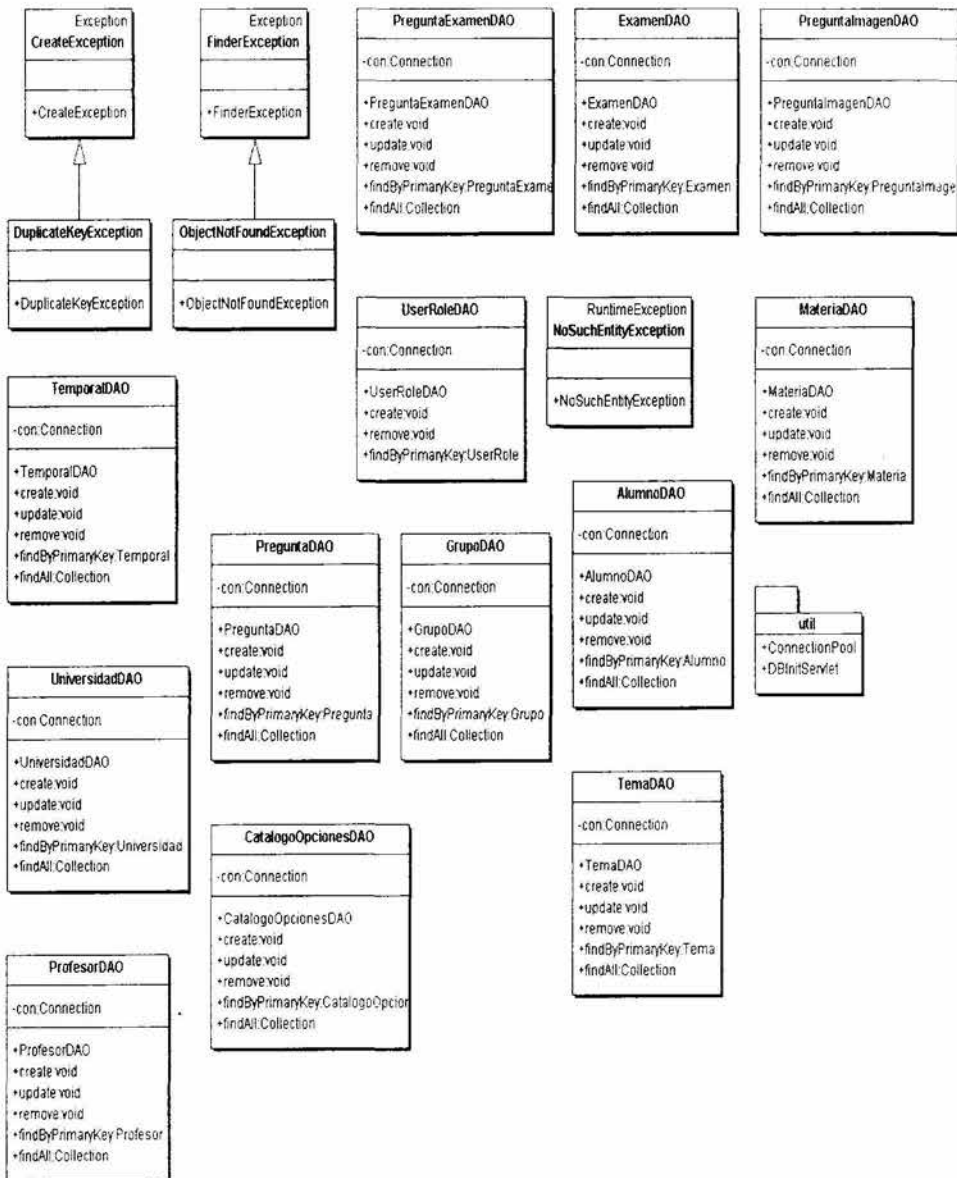 Exception
CreateException
+CreateException
Exception
FinderException
+FinderException
PreguntaExamenDAO
-con:Connection
+PreguntaExamenDAO
+create:void
+update:void
+remove:void
+findByPrimaryKey:PreguntaExame
+findAll:Collection
ExamenDAO
-con:Connection
+ExamenDAO
+create:void
+update:void
+remove:void
+findByPrimaryKey:Examen
+findAll:Collection
PreguntaImagenDAO
-con:Connection
+PreguntaImagenDAO
+create:void
+update:void
+remove:void
+findByPrimaryKey:PreguntaImage
+findAll:Collection
DuplicateKeyException
+DuplicateKeyException
ObjectNotFoundException
+ObjectNotFoundException
UserRoleDAO
-con:Connection
+UserRoleDAO
+create:void
+remove:void
+findByPrimaryKey:UserRole
RuntimeException
NoSuchEntityException
+NoSuchEntityException
MateriaDAO
-con:Connection
+MateriaDAO
+create:void
+update:void
+remove:void
+findByPrimaryKey:Materia
+findAll:Collection
TemporalDAO
-con:Connection
+TemporalDAO
+create:void
+update:void
+remove:void
+findByPrimaryKey:Temporal
+findAll:Collection
PreguntaDAO
-con:Connection
+PreguntaDAO
+create:void
+update:void
+remove:void
+findByPrimaryKey:Pregunta
+findAll:Collection
GrupoDAO
-con:Connection
+GrupoDAO
+create:void
+update:void
+remove:void
+findByPrimaryKey:Grupo
+findAll:Collection
AlumnoDAO
-con:Connection
+AlumnoDAO
+create:void
+update:void
+remove:void
+findByPrimaryKey:Alumno
+findAll:Collection
util
+ConnectionPool
+DBInitServlet
UniversidadDAO
-con:Connection
+UniversidadDAO
+create:void
+update:void
+remove:void
+findByPrimaryKey:Universidad
+findAll:Collection
CatalogoOpcionesDAO
-con:Connection
+CatalogoOpcionesDAO
+create:void
+update:void
+remove:void
+findByPrimaryKey:CatalogoOpcion
+findAll:Collection
TemaDAO
-con:Connection
+TemaDAO
+create:void
+update:void
+remove:void
+findByPrimaryKey:Tema
+findAll:Collection
ProfesorDAO
-con:Connection
+ProfesorDAO
+create:void
+update:void
+remove:void
+findByPrimaryKey:Profesor
+findAll:Collection